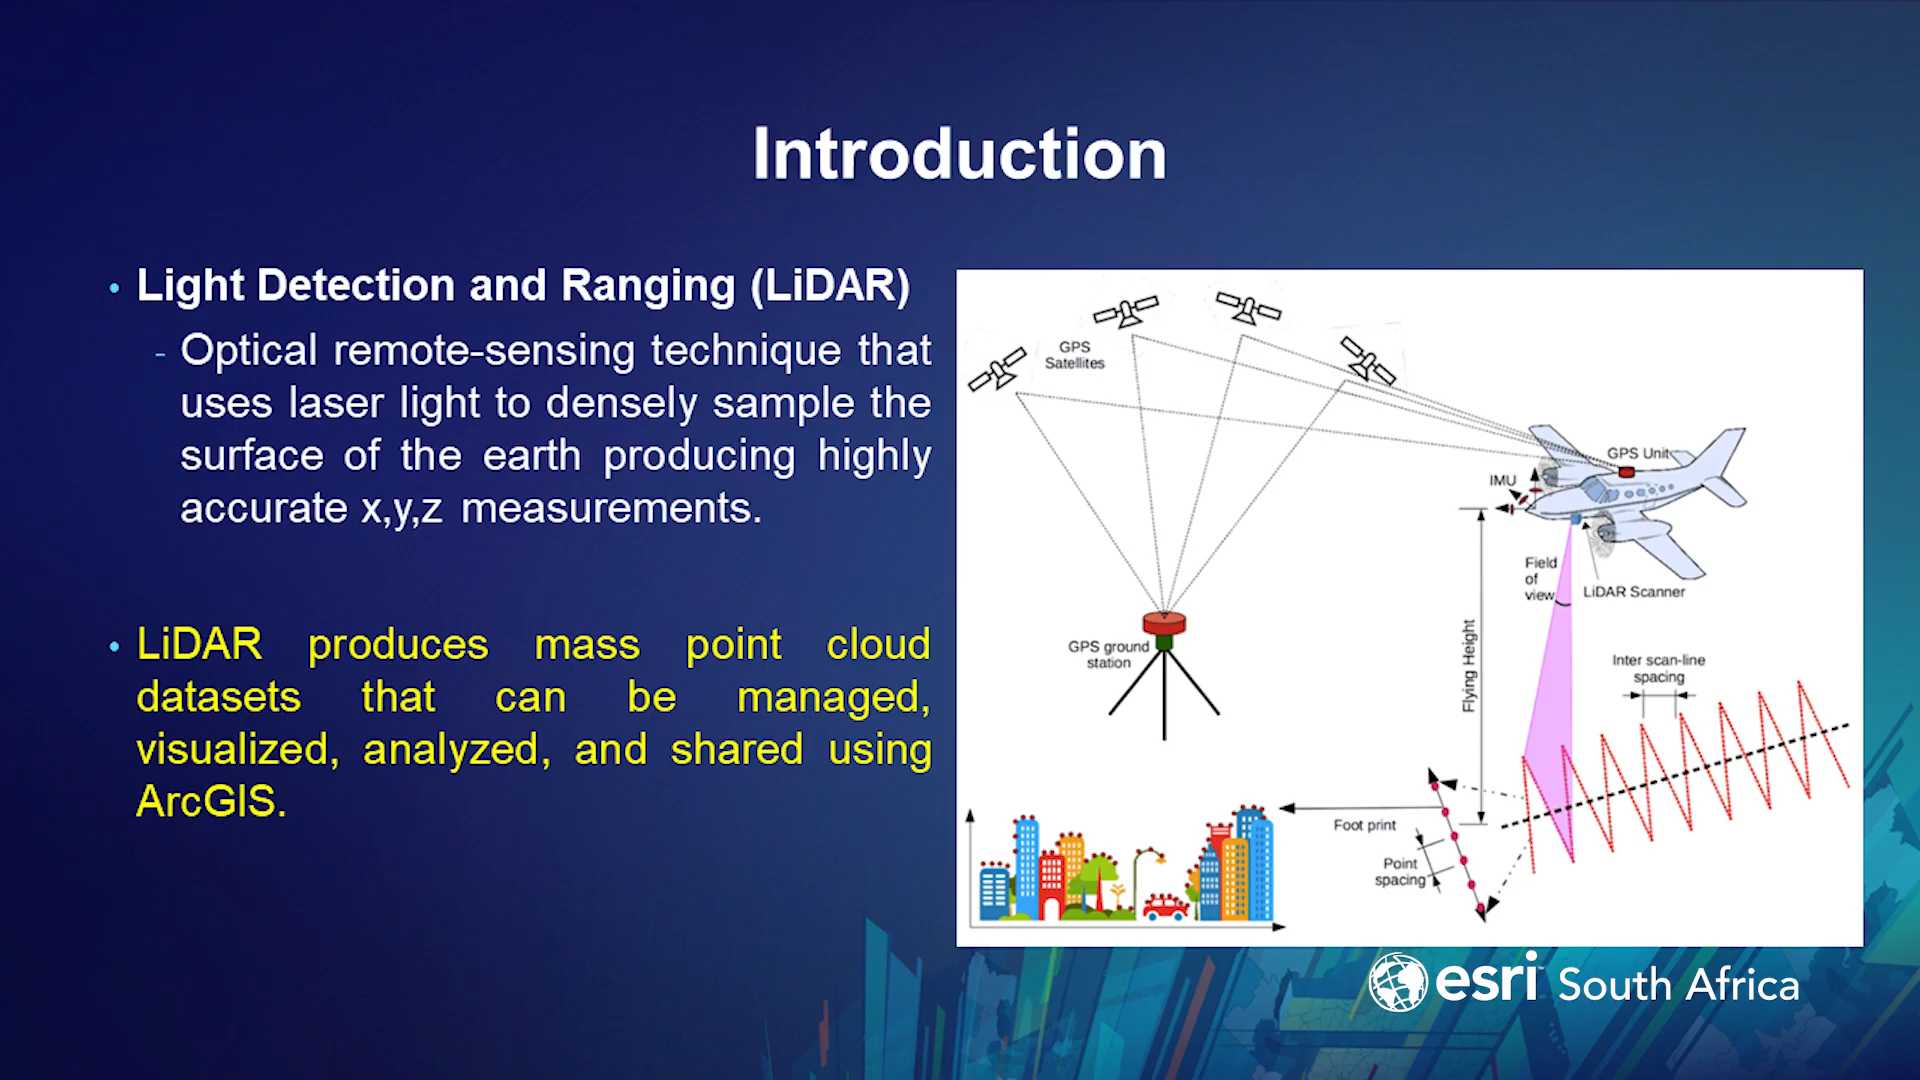 Introduction
• Light Detection and Ranging (LiDAR)
- Optical remote-sensing technique that
uses laser light to densely sample the
surface of the earth producing highly
accurate x,y,z measurements.
• LiDAR produces mass point cloud
datasets that can be managed,
visualized, analyzed, and shared using
ArcGIS.
GPS
Satellites
GPS Unit
IMU
Field
of
view
LiDAR Scanner
GPS ground
station
Flying Height
Inter scan-line
spacing
Foot print
Point
spacing
esri South Africa